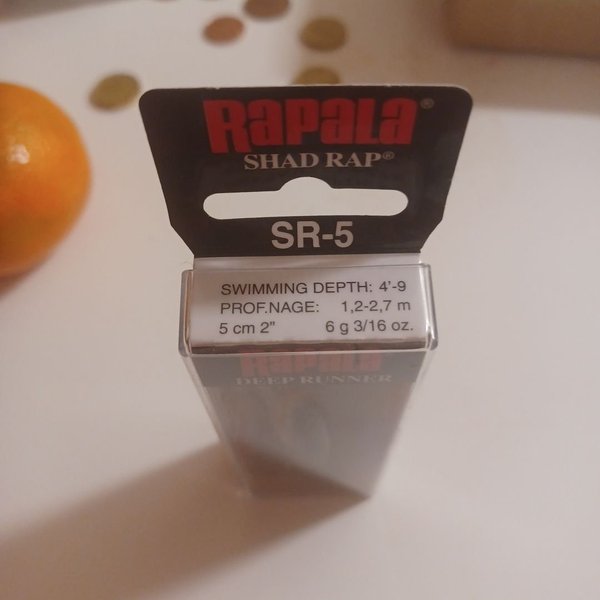 RAPALA®
SHAD RAP®
SR-5
SWIMMING DEPTH: 4'-9
PROF.NAGE: 1,2-2,7 m
5 cm 2" 6 g 3/16 oz.
RAPALA
DEEP RUNNER